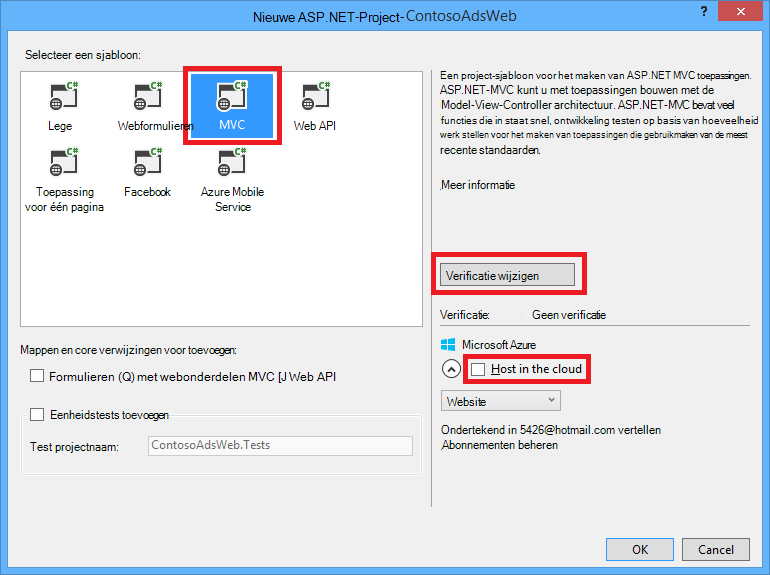 Nieuwe ASP.NET-Project-ContosoAdsWeb
?
Selecteer een sjabloon:
C# C# C# C#
Lege Webformulieren MVC Web API
C# C# C#
Toepassing voor één pagina
Facebook
Azure Mobile Service
Een project-sjabloon voor het maken van ASP.NET MVC toepassingen.
ASP.NET-MVC kunt u met toepassingen bouwen met de
Model-View-Controller architectuur. ASP.NET-MVC bevat veel
functies die in staat snel, ontwikkeling testen op basis van hoeveelheid
werk stellen voor het maken van toepassingen die gebruikmaken van de meest
recente standaarden.
Meer informatie
Verificatie wijzigen
Verificatie: Geen verificatie
Microsoft Azure
Host in the cloud
Website
Ondertekend in 5426@hotmail.com vertellen
Abonnementen beheren
Mappen en core verwijzingen voor toevoegen:
Formulieren (Q) met webonderdelen MVC [J Web API
Eenheidstests toevoegen
Test projectnaam: ContosoAdsWeb.Tests
OK Cancel